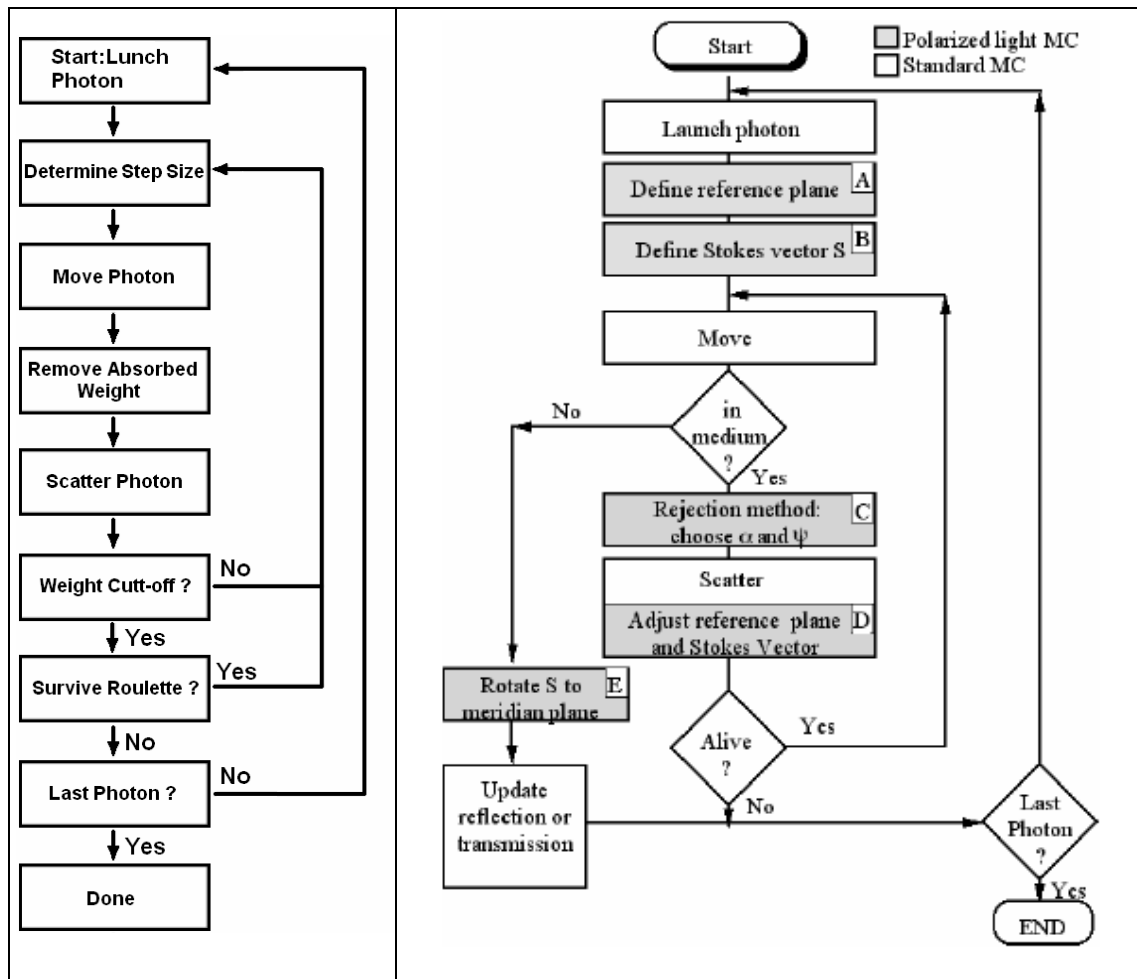 Start:Lunch
Photon
Determine Step Size
Move Photon
Remove Absorbed
Weight
Scatter Photon
Weight Cutt-off ?
No
Yes
Survive Roulette ?
Yes
No
Last Photon ?
No
Yes
Done
Start
Polarized light MC
Standard MC
Launch photon
Define reference plane
A
Define Stokes vector S
B
Move
in
medium
?
No
Yes
Rejection method:
choose α and ψ
C
Scatter
Adjust reference plane
and Stokes Vector
D
Rotate S to
meridian plane
E
Alive
?
Yes
No
Update
reflection or
transmission
Last
Photon
?
Yes
END